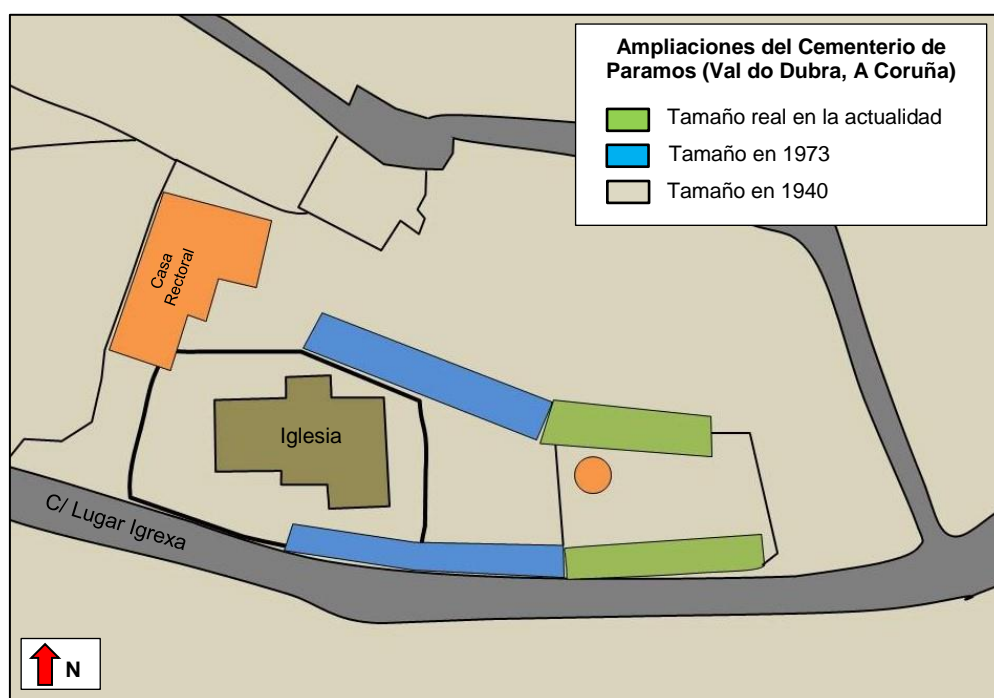 Ampliaciones del Cementerio de
Paramos (Val do Dubra, A Coruña)
Tamaño real en la actualidad
Tamaño en 1973
Tamaño en 1940
Casa
Rectoral
Iglesia
C/ Lugar Igrexa
N